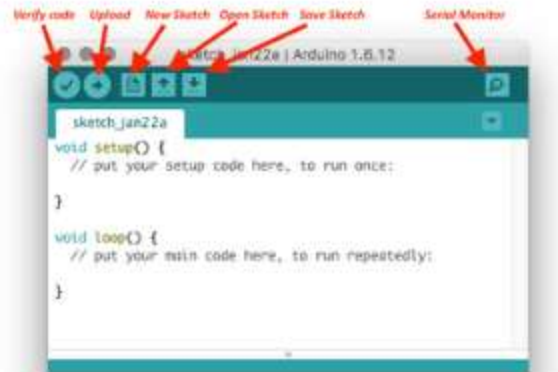 Verify code Upload New Sketch Open Sketch Save Sketch Serial Monitor
sketch_jan22a | Arduino 1.6.12
sketch_jan22a
void setup() {
// put your setup code here, to run once:
}
void loop() {
// put your main code here, to run repeatedly:
}